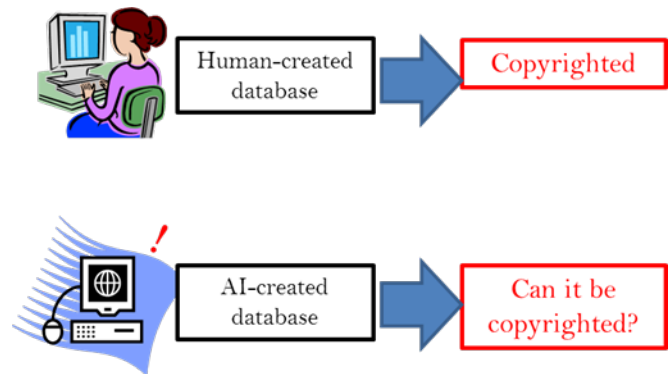 Human-created
database
Copyrighted
!
AI-created
database
Can it be
copyrighted?